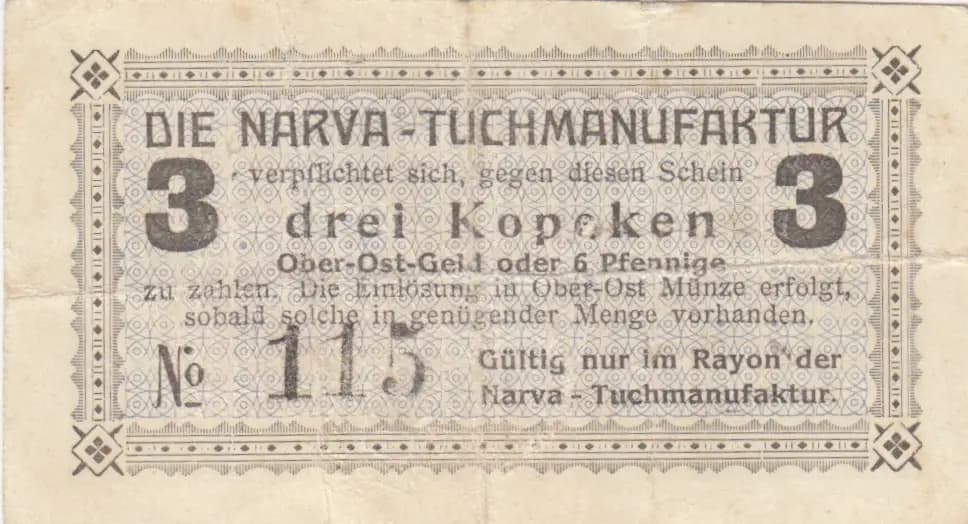 DIE NARVA-TUCHMANUFAKTUR
3 verpflichtet sich, gegen diesen Schein 3
drei Kopeken
Ober-Ost-Geld oder 6 Pfennige
zu zahlen. Die Einlösung in Ober-Ost Münze erfolgt,
sobald solche in genügender Menge vorhanden.
№ 115
Gültig nur im Rayon der
Narva - Tuchmanufaktur.